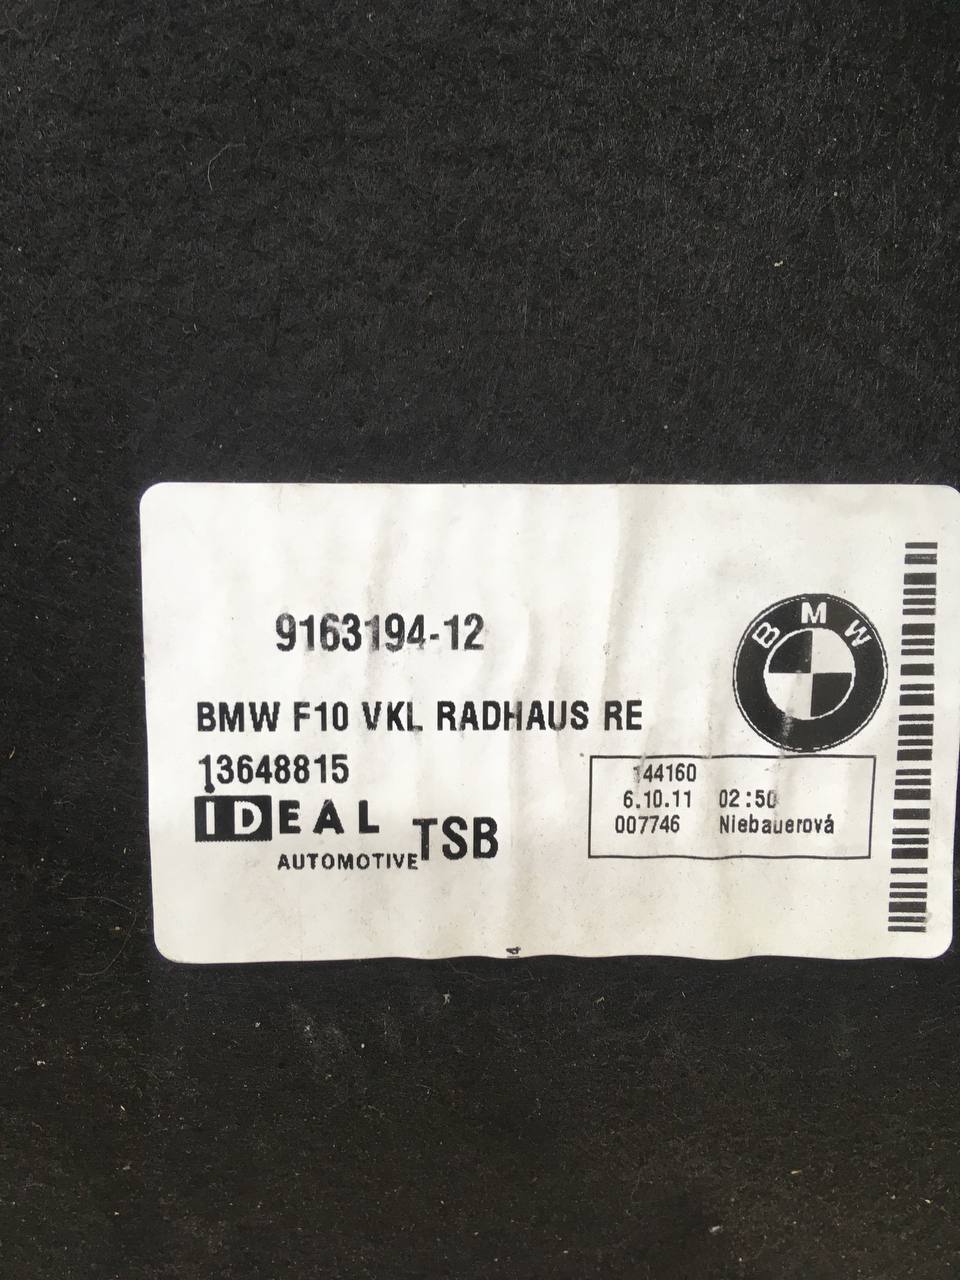 9163194-12
BMW
BMW F10 VKL RADHAUS RE
13648815
IDEAL
AUTOMOTIVE
TSB
144160
6.10.11 02:50
007746 Niebauerová
4